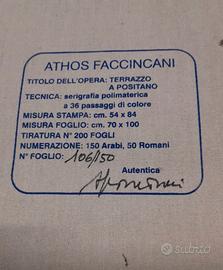 ATHOS FACCINCANI
TITOLO DELL'OPERA: TERRAZZO
A POSITANO
TECNICA: serigrafia polimaterica
a 36 passaggi di colore
MISURA STAMPA: cm. 54 x 84
MISURA FOGLIO: cm. 70 x 100
TIRATURA N° 200 FOGLI
NUMERAZIONE: 150 Arabi, 50 Romani
N° FOGLIO: 106/150
Autentica
subito